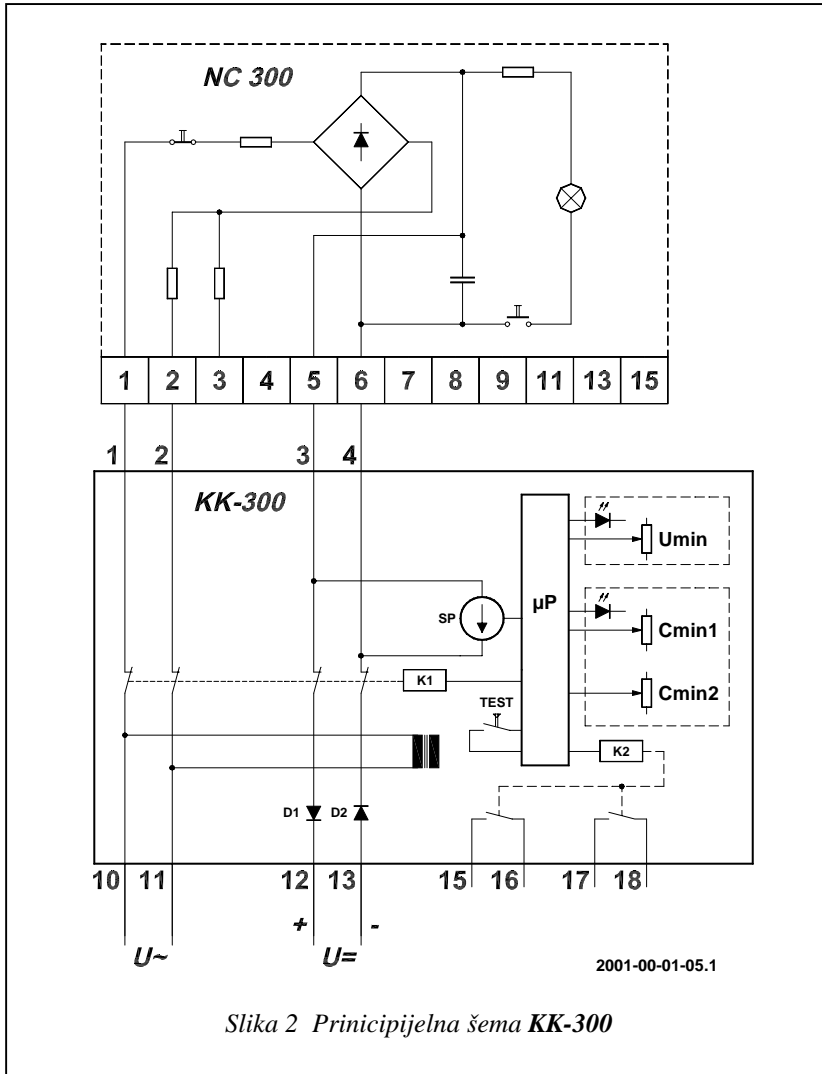 NC 300
1 2 3 4 5 6 7 8 9 11 13 15
1 2 3 4
KK-300
Umin
µP
SP
Cmin1
K1
TEST
Cmin2
K2
D1 D2
10 11 12 13 15 16 17 18
+ -
U~ U=
2001-00-01-05.1
Slika 2 Prinicipijelna šema KK-300